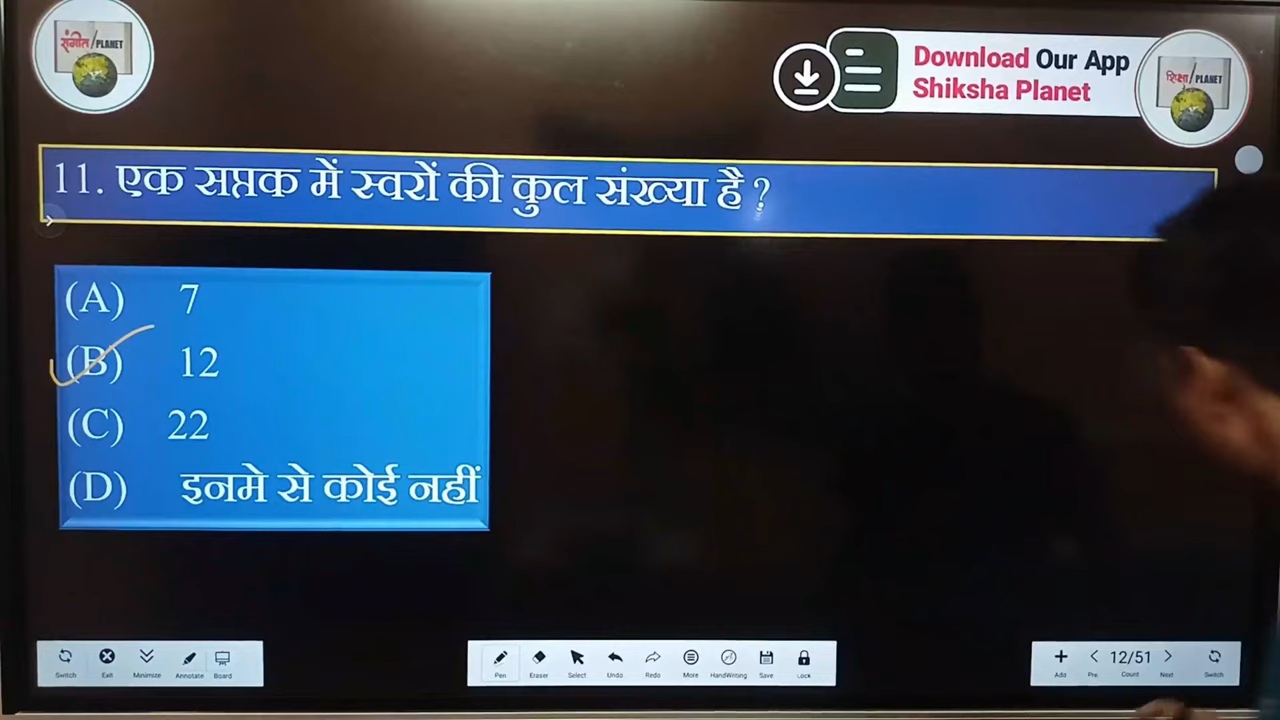 संगीत/PLANET
Download Our App
Shiksha Planet
शिक्षा/PLANET
11. एक सप्तक में स्वरों की कुल संख्या है ?
(A) 7
(B) 12
(C) 22
(D) इनमे से कोई नहीं
Switch Exit Minimize Annotate Board
Pen Eraser Select Undo Redo More HandWriting Save Lock
12/51
Add Pre Count Next Switch